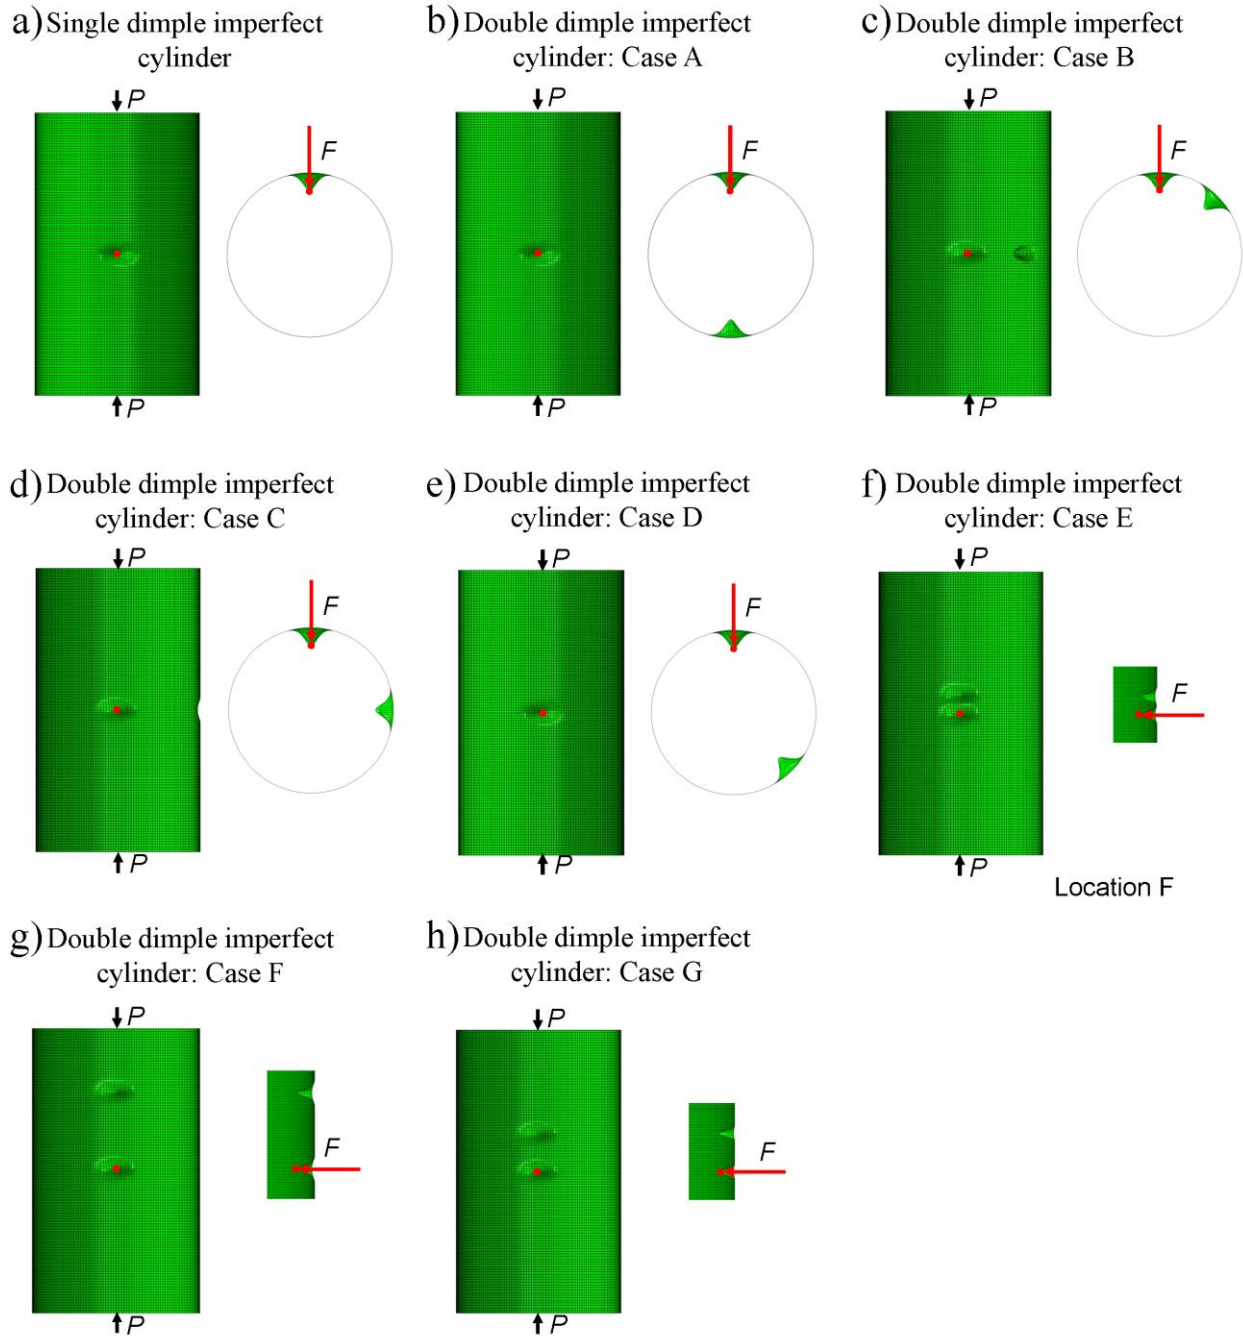 a) Single dimple imperfect
cylinder
P
F
P
b) Double dimple imperfect
cylinder: Case A
P
F
P
c) Double dimple imperfect
cylinder: Case B
P
F
P
d) Double dimple imperfect
cylinder: Case C
P
F
P
e) Double dimple imperfect
cylinder: Case D
P
F
P
f) Double dimple imperfect
cylinder: Case E
P
F
P
Location F
g) Double dimple imperfect
cylinder: Case F
P
F
P
h) Double dimple imperfect
cylinder: Case G
P
F
P